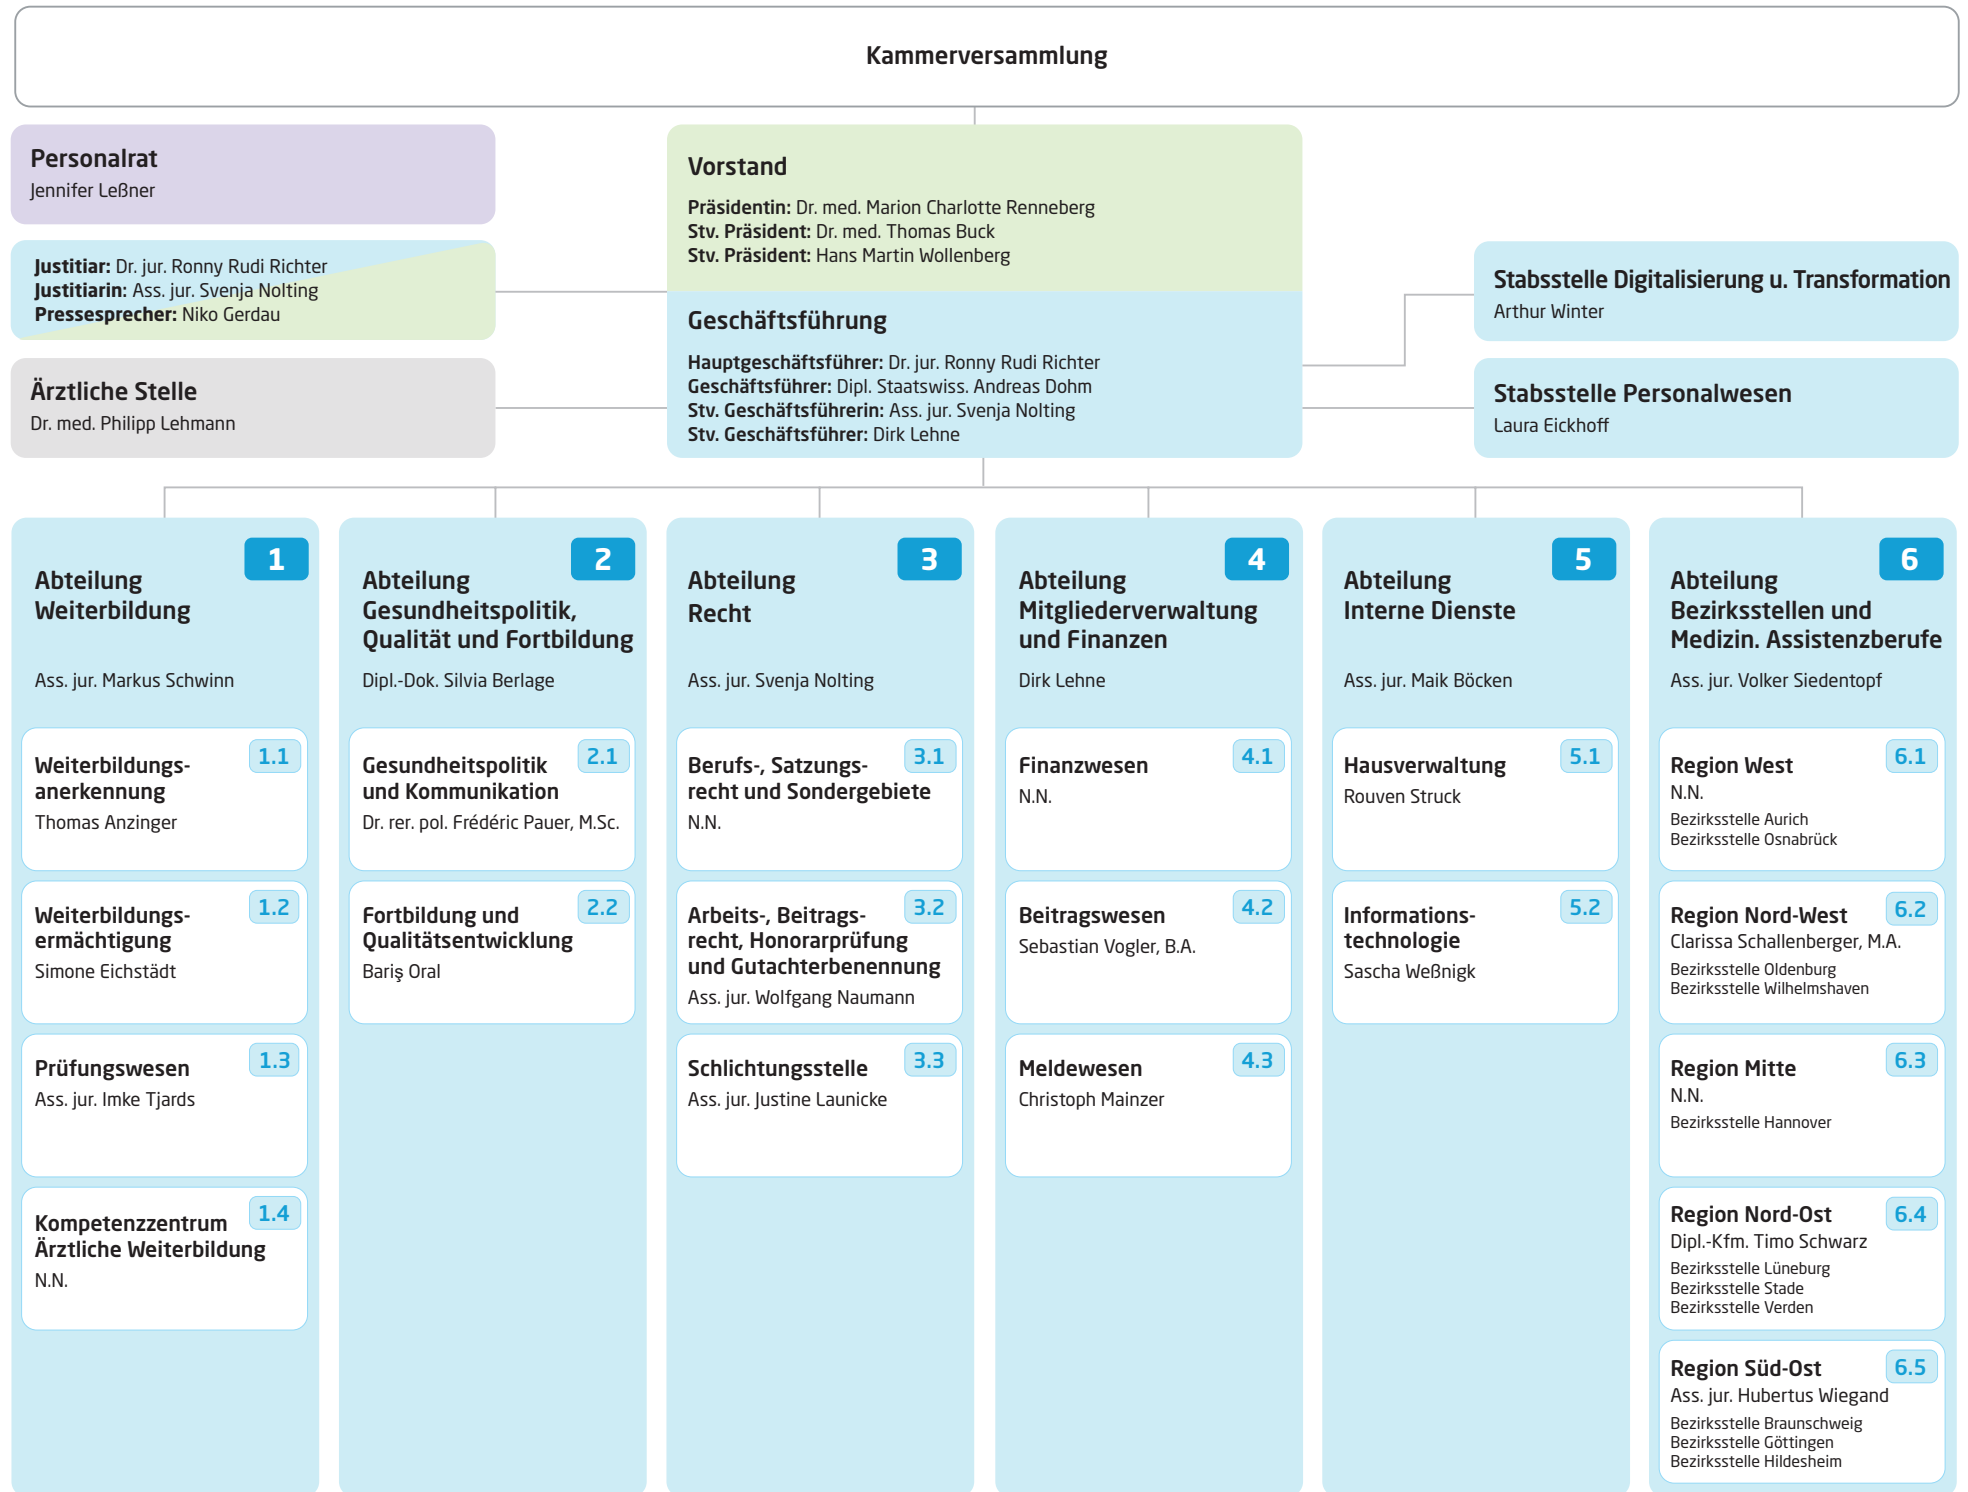 Kammerversammlung
Personalrat
Jennifer Leßner
Justitiar: Dr. jur. Ronny Rudi Richter
Justitiarin: Ass. jur. Svenja Nolting
Pressesprecher: Niko Gerdau
Ärztliche Stelle
Dr. med. Philipp Lehmann
Vorstand
Präsidentin: Dr. med. Marion Charlotte Renneberg
Stv. Präsident: Dr. med. Thomas Buck
Stv. Präsident: Hans Martin Wollenberg
Geschäftsführung
Hauptgeschäftsführer: Dr. jur. Ronny Rudi Richter
Geschäftsführer: Dipl. Staatswiss. Andreas Dohm
Stv. Geschäftsführerin: Ass. jur. Svenja Nolting
Stv. Geschäftsführer: Dirk Lehne
Stabsstelle Digitalisierung u. Transformation
Arthur Winter
Stabsstelle Personalwesen
Laura Eickhoff
1
Abteilung
Weiterbildung
Ass. jur. Markus Schwinn
1.1
Weiterbildungs-
anerkennung
Thomas Anzinger
1.2
Weiterbildungs-
ermächtigung
Simone Eichstädt
1.3
Prüfungswesen
Ass. jur. Imke Tjards
1.4
Kompetenzzentrum
Ärztliche Weiterbildung
N.N.
2
Abteilung
Gesundheitspolitik,
Qualität und Fortbildung
Dipl.-Dok. Silvia Berlage
2.1
Gesundheitspolitik
und Kommunikation
Dr. rer. pol. Frédéric Pauer, M.Sc.
2.2
Fortbildung und
Qualitätsentwicklung
Bariş Oral
3
Abteilung
Recht
Ass. jur. Svenja Nolting
3.1
Berufs-, Satzungs-
recht und Sondergebiete
N.N.
3.2
Arbeits-, Beitrags-
recht, Honorarprüfung
und Gutachterbenennung
Ass. jur. Wolfgang Naumann
3.3
Schlichtungsstelle
Ass. jur. Justine Launicke
4
Abteilung
Mitgliederverwaltung
und Finanzen
Dirk Lehne
4.1
Finanzwesen
N.N.
4.2
Beitragswesen
Sebastian Vogler, B.A.
4.3
Meldewesen
Christoph Mainzer
5
Abteilung
Interne Dienste
Ass. jur. Maik Böcken
5.1
Hausverwaltung
Rouven Struck
5.2
Informations-
technologie
Sascha Weßnigk
6
Abteilung
Bezirksstellen und
Medizin. Assistenzberufe
Ass. jur. Volker Siedentopf
6.1
Region West
N.N.
Bezirksstelle Aurich
Bezirksstelle Osnabrück
6.2
Region Nord-West
Clarissa Schallenberger, M.A.
Bezirksstelle Oldenburg
Bezirksstelle Wilhelmshaven
6.3
Region Mitte
N.N.
Bezirksstelle Hannover
6.4
Region Nord-Ost
Dipl.-Kfm. Timo Schwarz
Bezirksstelle Lüneburg
Bezirksstelle Stade
Bezirksstelle Verden
6.5
Region Süd-Ost
Ass. jur. Hubertus Wiegand
Bezirksstelle Braunschweig
Bezirksstelle Göttingen
Bezirksstelle Hildesheim